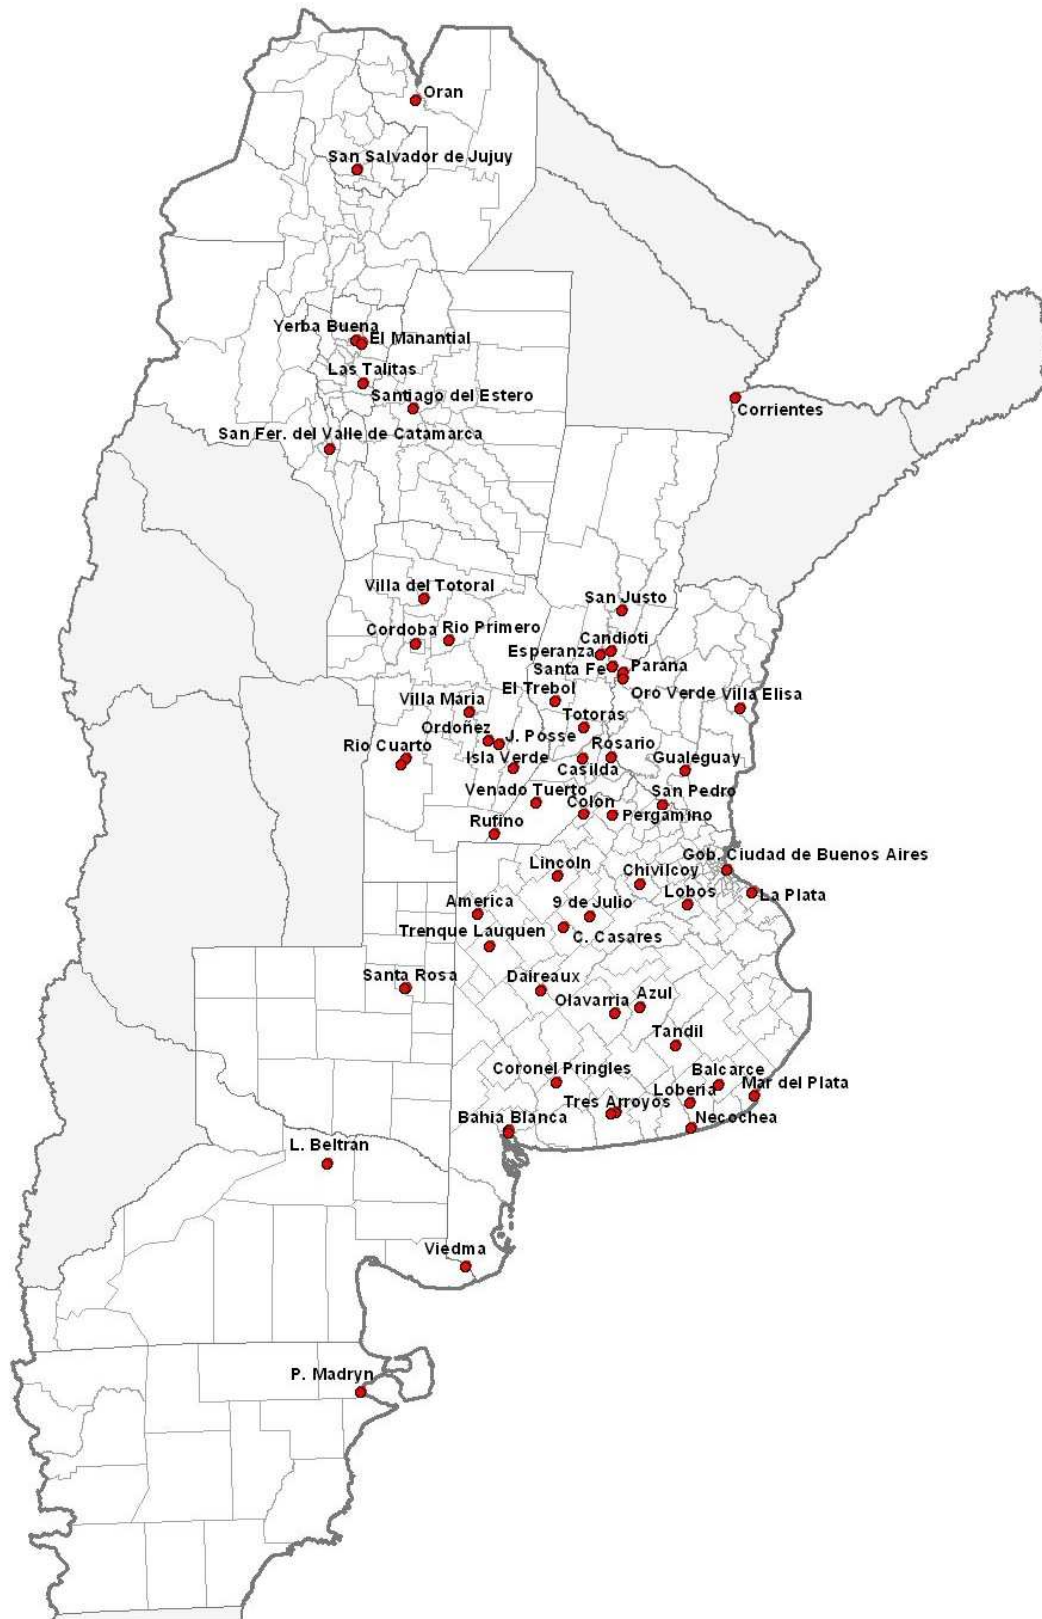 Oran
San Salvador de Jujuy
Yerba Buena
El Manantial
Las Talitas
Santiago del Estero
Corrientes
San Fer. del Valle de Catamarca
Villa del Totoral
San Justo
Cordoba
Rio Primero
Candioti
Esperanza
Santa Fe
Parana
El Trebol
Oro Verde
Villa Elisa
Villa Maria
Totoras
Ordoñez
J. Posse
Rio Cuarto
Isla Verde
Rosario
Casilda
Gualeguay
Venado Tuerto
Colon
San Pedro
Pergamino
Rufino
Gob. Ciudad de Buenos Aires
Lincoln
Chivilcoy
Lobos
La Plata
America
9 de Julio
Trenque Lauquen
C. Casares
Santa Rosa
Daireaux
Olavarria
Azul
Tandil
Coronel Pringles
Balcarce
Mar del Plata
Loberia
Tres Arroyos
Bahia Blanca
Necochea
L. Beltran
Viedma
P. Madryn